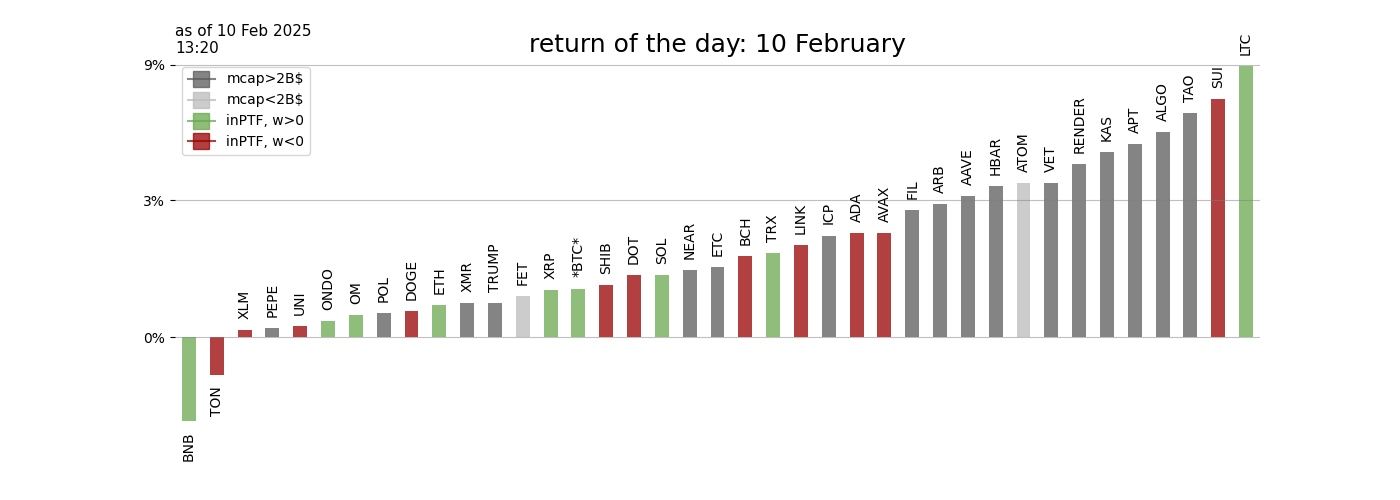 as of 10 Feb 2025
13:20
return of the day: 10 February
mcap>2B$
mcap<2B$
inPTF, w>0
inPTF, w<0
9%
3%
0%
BNB
TON
XLM
PEPE
UNI
ONDO
OM
POL
DOGE
ETH
XMR
TRUMP
FET
XRP
*BTC*
SHIB
DOT
SOL
NEAR
ETC
BCH
TRX
LINK
ICP
ADA
AVAX
FIL
ARB
AAVE
HBAR
ATOM
VET
RENDER
KAS
APT
ALGO
TAO
SUI
LTC